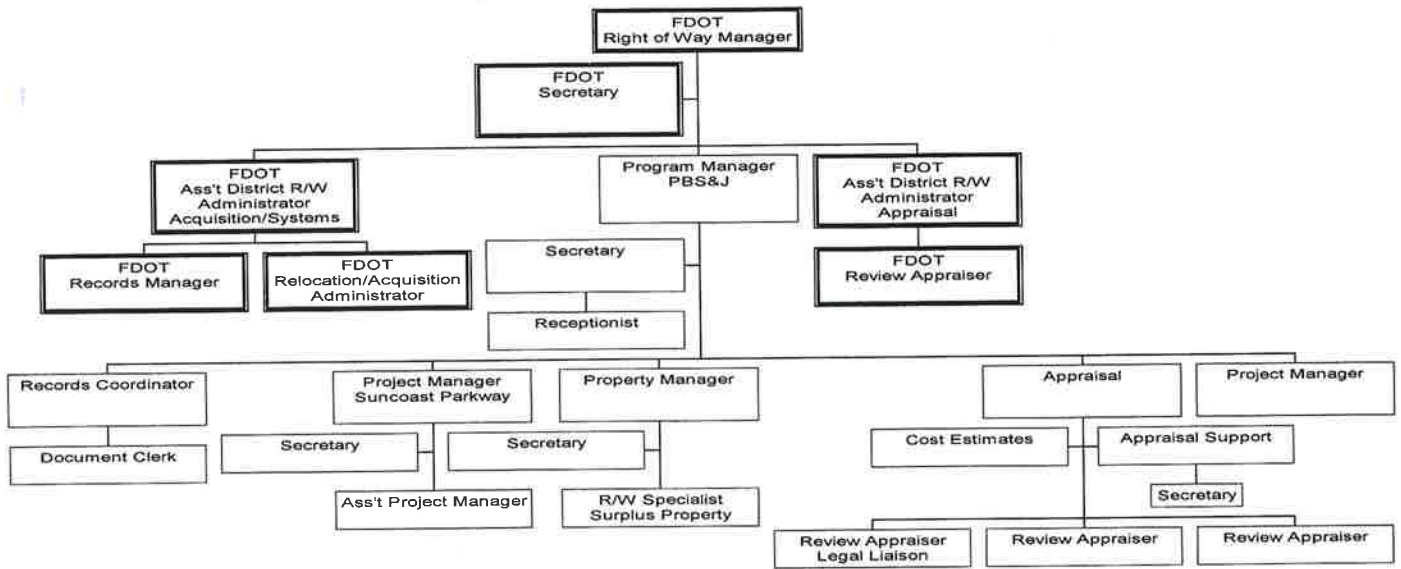 FDOT
Right of Way Manager
FDOT
Secretary
FDOT
Ass't District R/W
Administrator
Acquisition/Systems
Program Manager
PBS&J
FDOT
Ass't District R/W
Administrator
Appraisal
FDOT
Records Manager
FDOT
Relocation/Acquisition
Administrator
Secretary
FDOT
Review Appraiser
Receptionist
Records Coordinator
Project Manager
Suncoast Parkway
Property Manager
Appraisal
Project Manager
Document Clerk
Secretary
Secretary
Cost Estimates
Appraisal Support
Ass't Project Manager
R/W Specialist
Surplus Property
Secretary
Review Appraiser
Legal Liaison
Review Appraiser
Review Appraiser